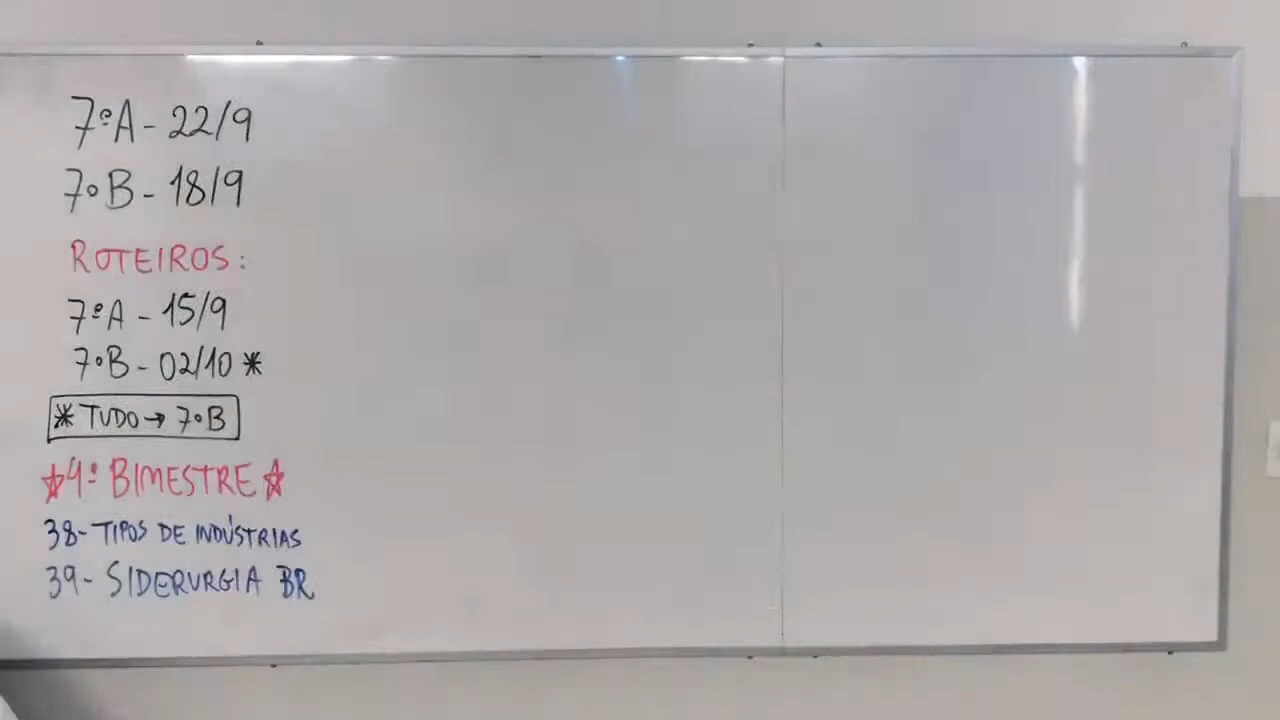 7ºA - 22/9
7ºB - 18/9
ROTEIROS:
7ºA - 15/9
7ºB - 02/10 *
* TUDO → 7ºB
☆ 4º BIMESTRE ☆
38- TIPOS DE INDÚSTRIAS
39- SIDERURGIA BR